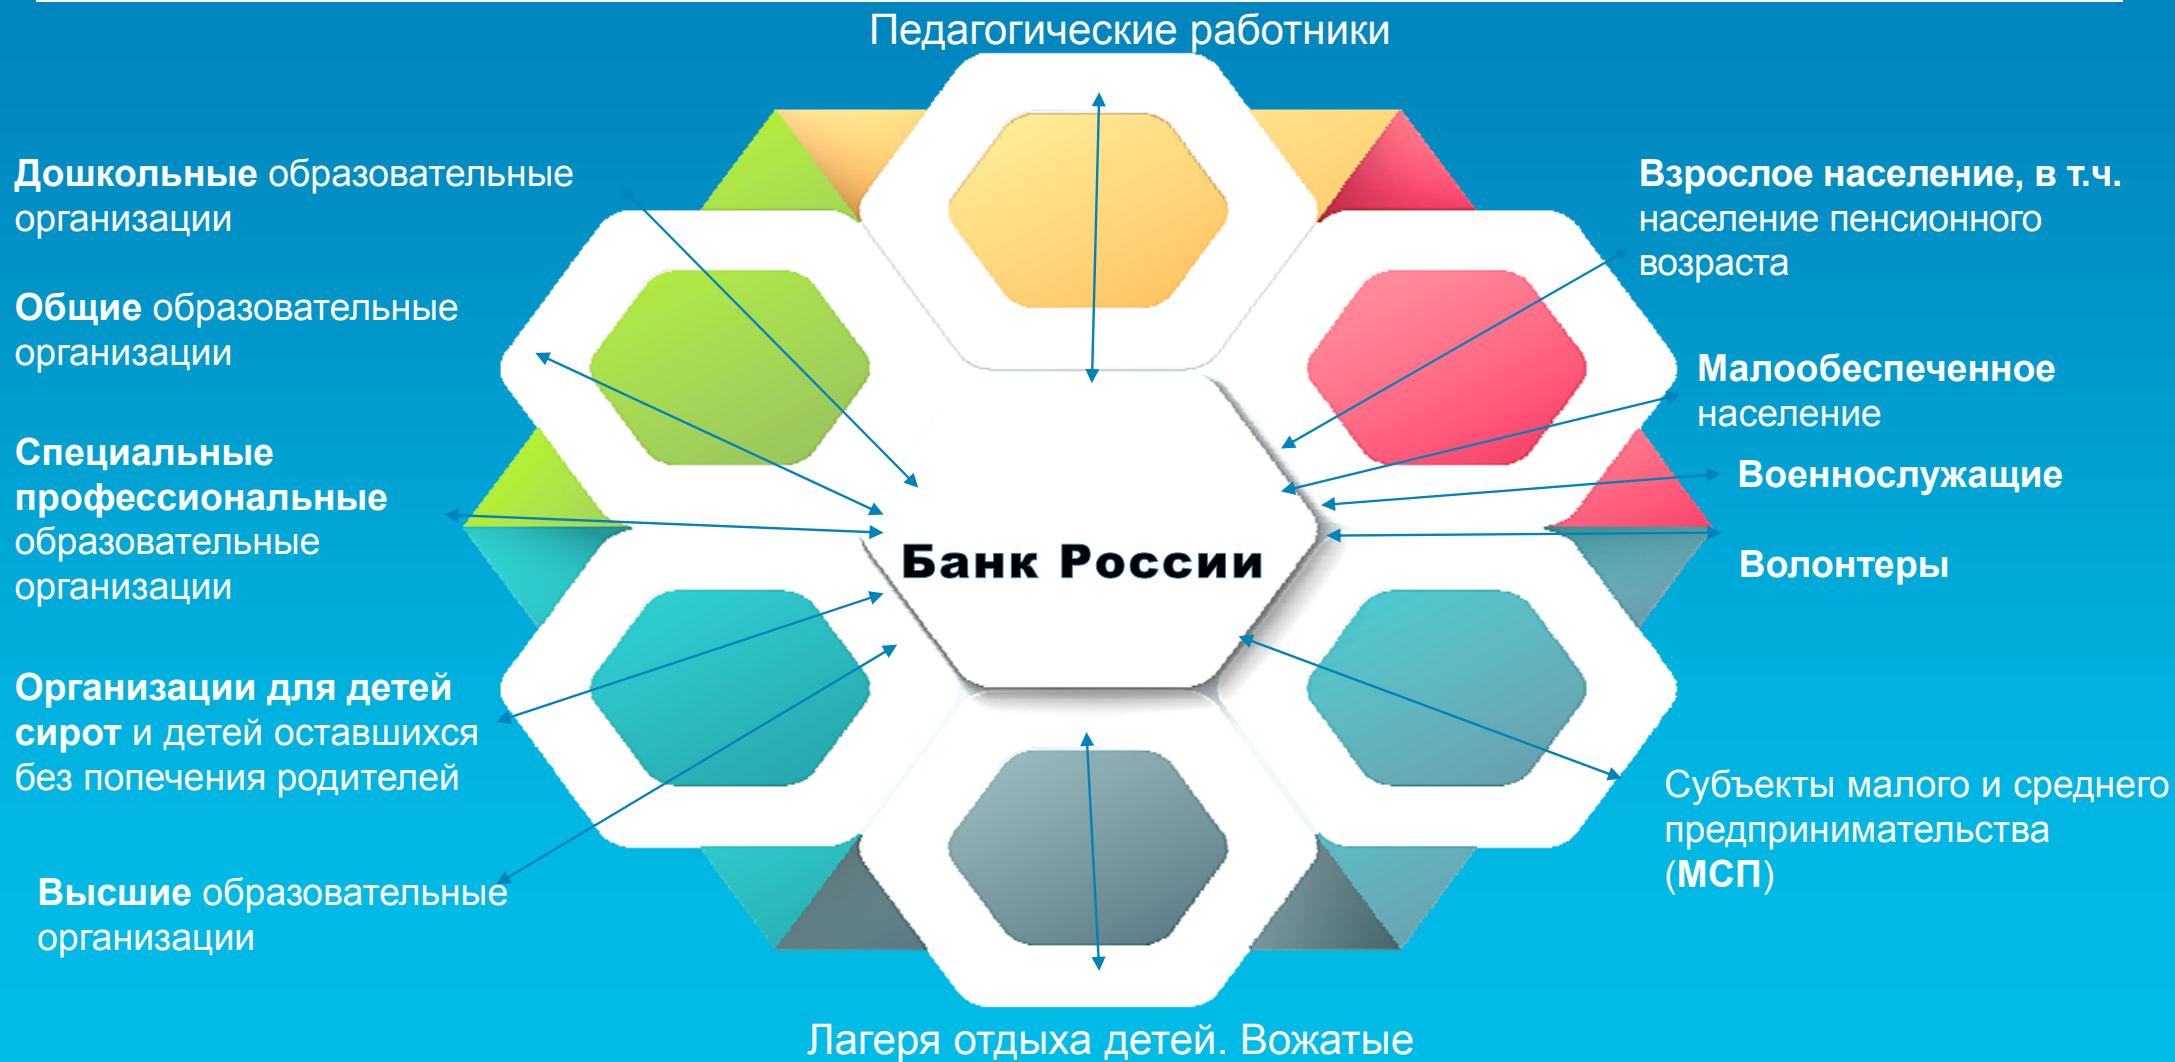 Педагогические работники
Дошкольные образовательные
организации
Общие образовательные
организации
Специальные
профессиональные
образовательные
организации
Организации для детей
сирот и детей оставшихся
без попечения родителей
Высшие образовательные
организации
Банк России
Взрослое население, в т.ч.
население пенсионного
возраста
Малообеспеченное
население
Военнослужащие
Волонтеры
Субъекты малого и среднего
предпринимательства
(МСП)
Лагеря отдыха детей. Вожатые